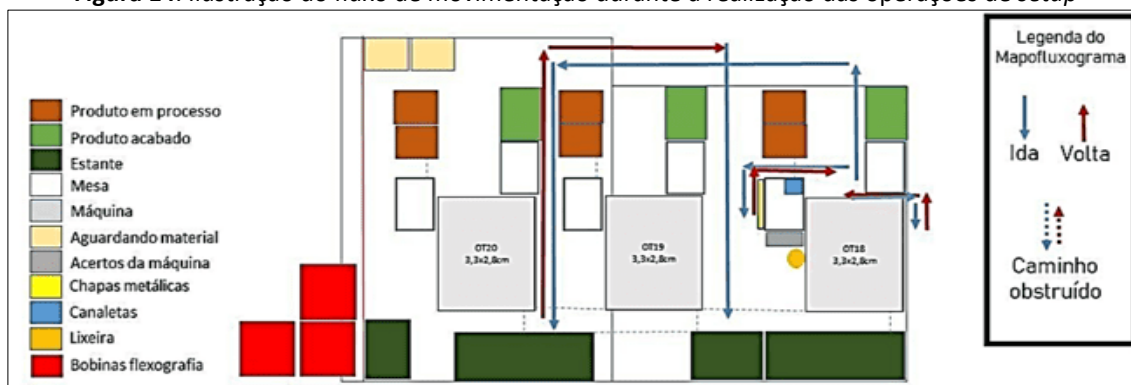 Figura 14. Ilustração do fluxo de movimentação durante a realização das operações de setup
Produto em processo
Produto acabado
Estante
Mesa
Máquina
Aguardando material
Acertos da máquina
Chapas metálicas
Canaletas
Lixeira
Bobinas flexografia
OT20
3,3x2,8cm
OT19
3,3x2,8cm
OT18
3,3x2,8cm
Legenda do
Mapofluxograma
Ida Volta
Caminho
obstruído